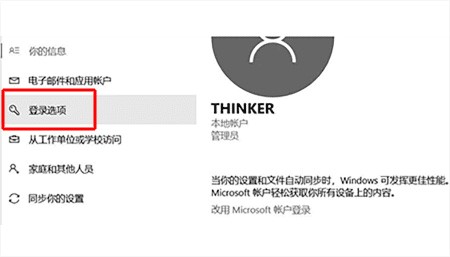 你的信息
电子邮件和应用帐户
登录选项
从工作单位或学校访问
家庭和其他人员
同步你的设置
THINKER
本地帐户
管理员
当你的设置和文件自动同步时，Windows 可发挥更佳性能。
Microsoft 帐户轻松获取你所有设备上的内容。
改用 Microsoft 帐户登录